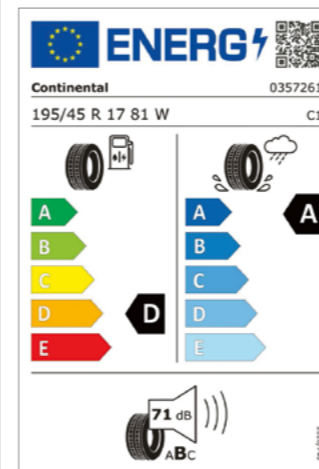 ENERG
Continental 0357261
195/45 R 17 81 W C1
A A A
B B
C C
D D D
E E
71 dB
ABC